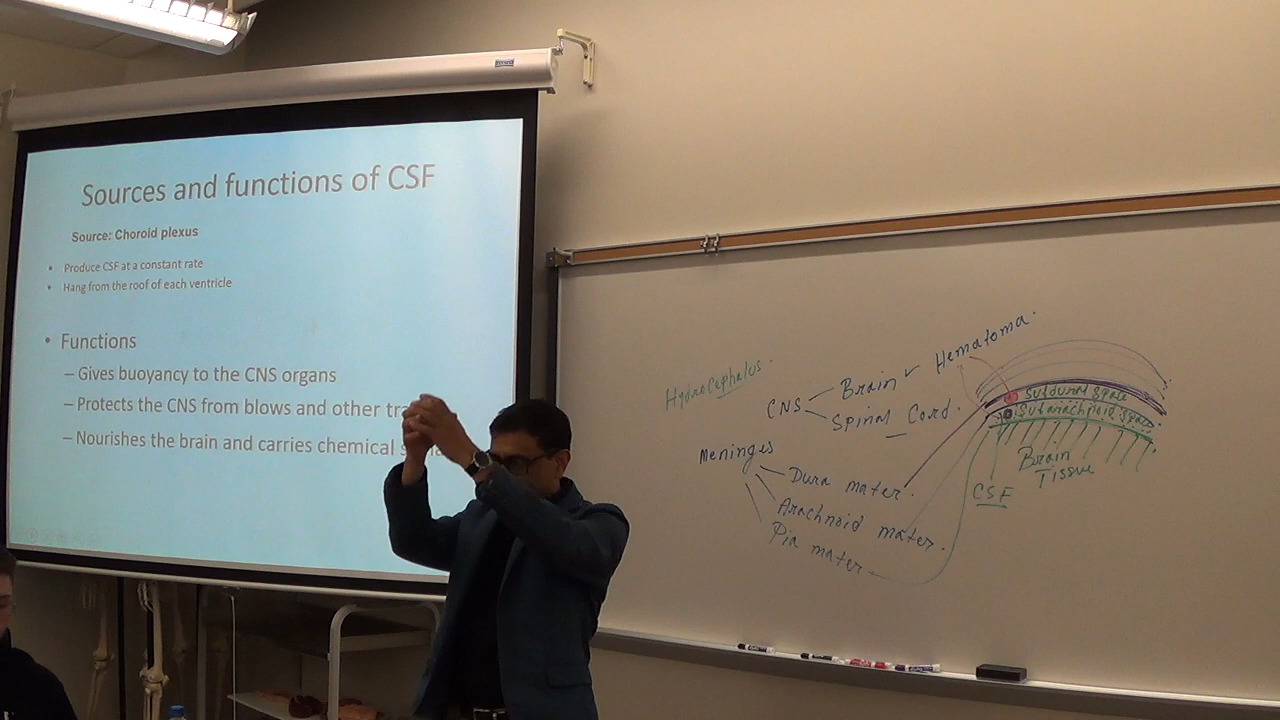 Sources and functions of CSF
Source: Choroid plexus
• Produce CSF at a constant rate
• Hang from the roof of each ventricle
• Functions
– Gives buoyancy to the CNS organs
– Protects the CNS from blows and other
– Nourishes the brain and carries chemical
Hydrocephalus.
CNS
Brain ✓
Hematoma.
Spinal Cord.
Meninges
Dura mater.
Arachnoid mater.
Pia mater
Subdural space
Subarachnoid space
Brain
Tissue
CSF